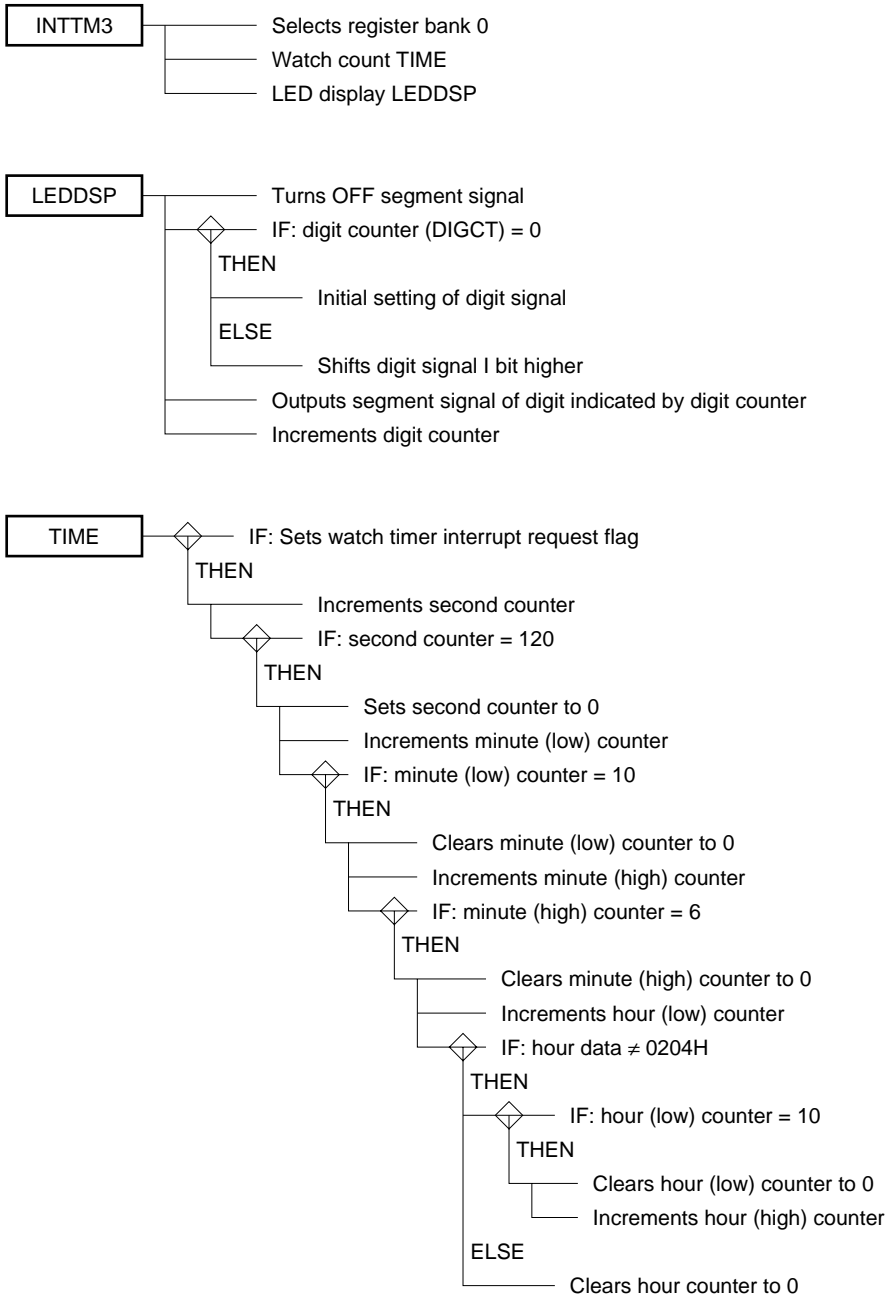 INTTM3
Selects register bank 0
Watch count TIME
LED display LEDDSP
LEDDSP
Turns OFF segment signal
IF: digit counter (DIGCT) = 0
THEN
Initial setting of digit signal
ELSE
Shifts digit signal I bit higher
Outputs segment signal of digit indicated by digit counter
Increments digit counter
TIME
IF: Sets watch timer interrupt request flag
THEN
Increments second counter
IF: second counter = 120
THEN
Sets second counter to 0
Increments minute (low) counter
IF: minute (low) counter = 10
THEN
Clears minute (low) counter to 0
Increments minute (high) counter
IF: minute (high) counter = 6
THEN
Clears minute (high) counter to 0
Increments hour (low) counter
IF: hour data ≠ 0204H
THEN
IF: hour (low) counter = 10
THEN
Clears hour (low) counter to 0
Increments hour (high) counter
ELSE
Clears hour counter to 0